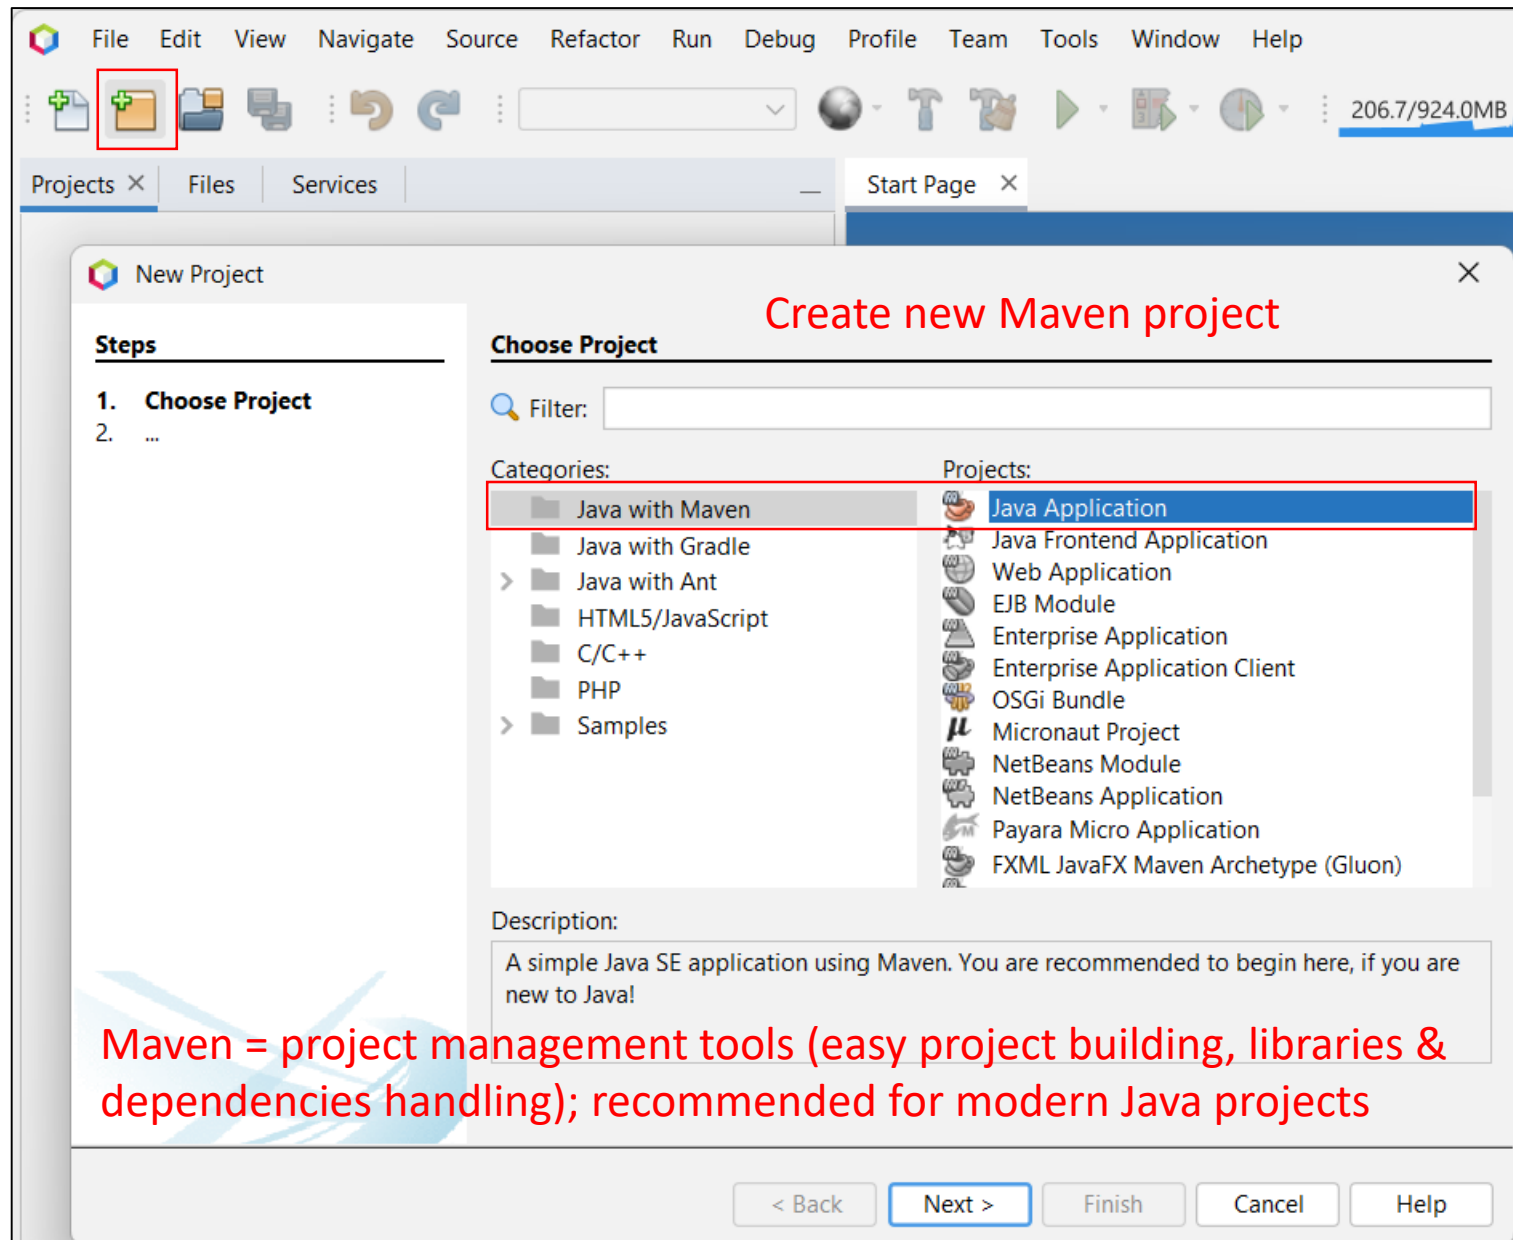 File Edit View Navigate Source Refactor Run Debug Profile Team Tools Window Help
206.7/924.0MB
Projects Files Services
Start Page
New Project
Create new Maven project
Steps
Choose Project
1. Choose Project
2. ...
Filter:
Categories:
Java with Maven
Java with Gradle
Java with Ant
HTML5/JavaScript
C/C++
PHP
Samples
Projects:
Java Application
Java Frontend Application
Web Application
EJB Module
Enterprise Application
Enterprise Application Client
OSGi Bundle
Micronaut Project
NetBeans Module
NetBeans Application
Payara Micro Application
FXML JavaFX Maven Archetype (Gluon)
Description:
A simple Java SE application using Maven. You are recommended to begin here, if you are
new to Java!
Maven = project management tools (easy project building, libraries &
dependencies handling); recommended for modern Java projects
< Back Next > Finish Cancel Help